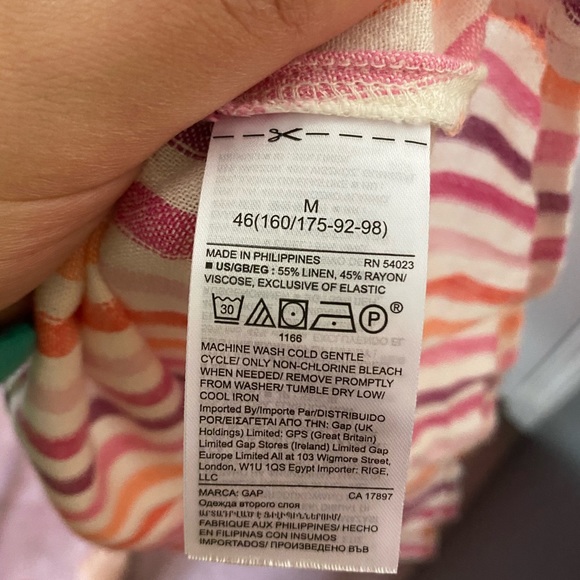 M
46(160/175-92-98)
MADE IN PHILIPPINES RN 54023
■ US/GB/EG : 55% LINEN, 45% RAYON/
VISCOSE, EXCLUSIVE OF ELASTIC
30 P ®
1166
MACHINE WASH COLD GENTLE
CYCLE/ ONLY NON-CHLORINE BLEACH
WHEN NEEDED/ REMOVE PROMPTLY
FROM WASHER/ TUMBLE DRY LOW/
COOL IRON
Imported By/Importe Par/DISTRIBUIDO
POR/ΕΙΣΑΓΕΤΑΙ ΑΠΟ ΤΗΝ: Gap (UK
Holdings) Limited: GPS (Great Britain)
Limited Gap Stores (Ireland) Limited Gap
Europe Limited All at 103 Wigmore Street,
London, W1U 1QS Egypt Importer: RIGE,
LLC
MARCA: GAP CA 17897
Одежда второго слоя
FABRIQUE AUX PHILIPPINES/ HECHO
EN FILIPINAS CON INSUMOS
IMPORTADOS/ ПРОИЗВЕДЕНО ВЪВ